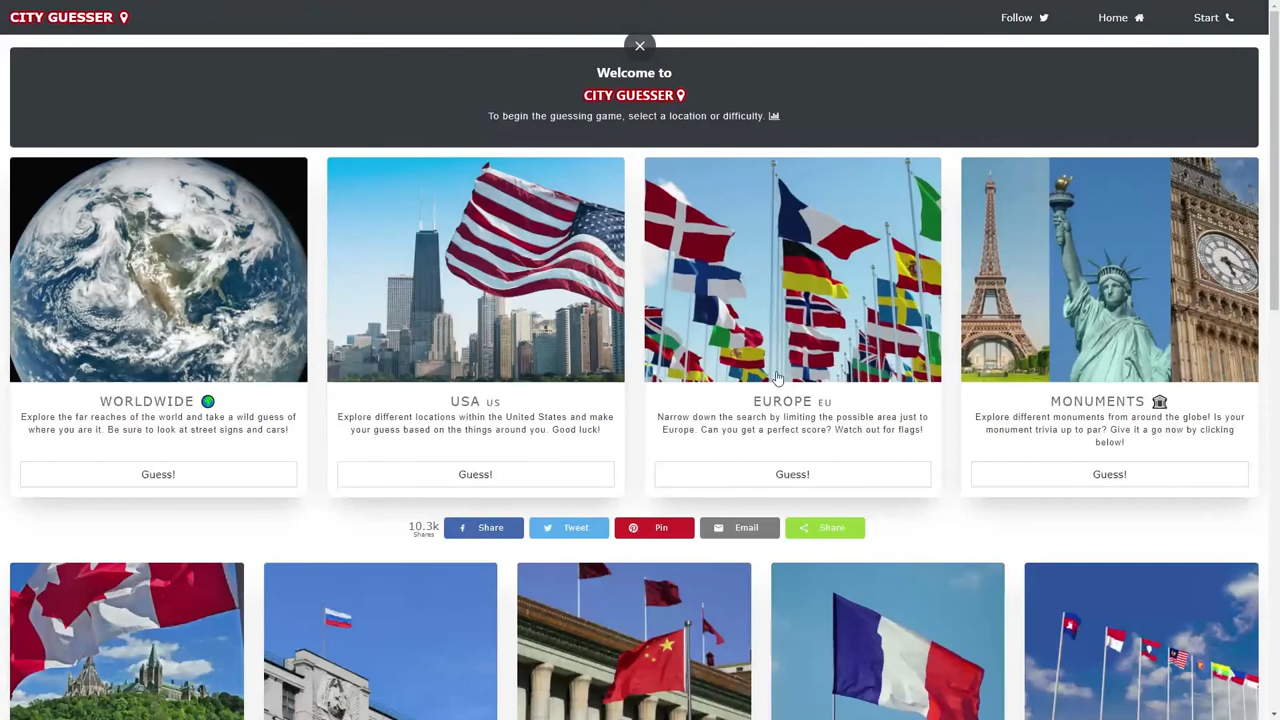 CITY GUESSER
Follow
Home
Start
Welcome to
CITY GUESSER
To begin the guessing game, select a location or difficulty.
WORLDWIDE
Explore the far reaches of the world and take a wild guess of
where you are it. Be sure to look at street signs and cars!
Guess!
USA US
Explore different locations within the United States and make
your guess based on the things around you. Good luck!
Guess!
EUROPE EU
Narrow down the search by limiting the possible area just to
Europe. Can you get a perfect score? Watch out for flags!
Guess!
MONUMENTS
Explore different monuments from around the globe! Is your
monument trivia up to par? Give it a go now by clicking
below!
Guess!
10.3k
Shares
Share
Tweet
Pin
Email
Share